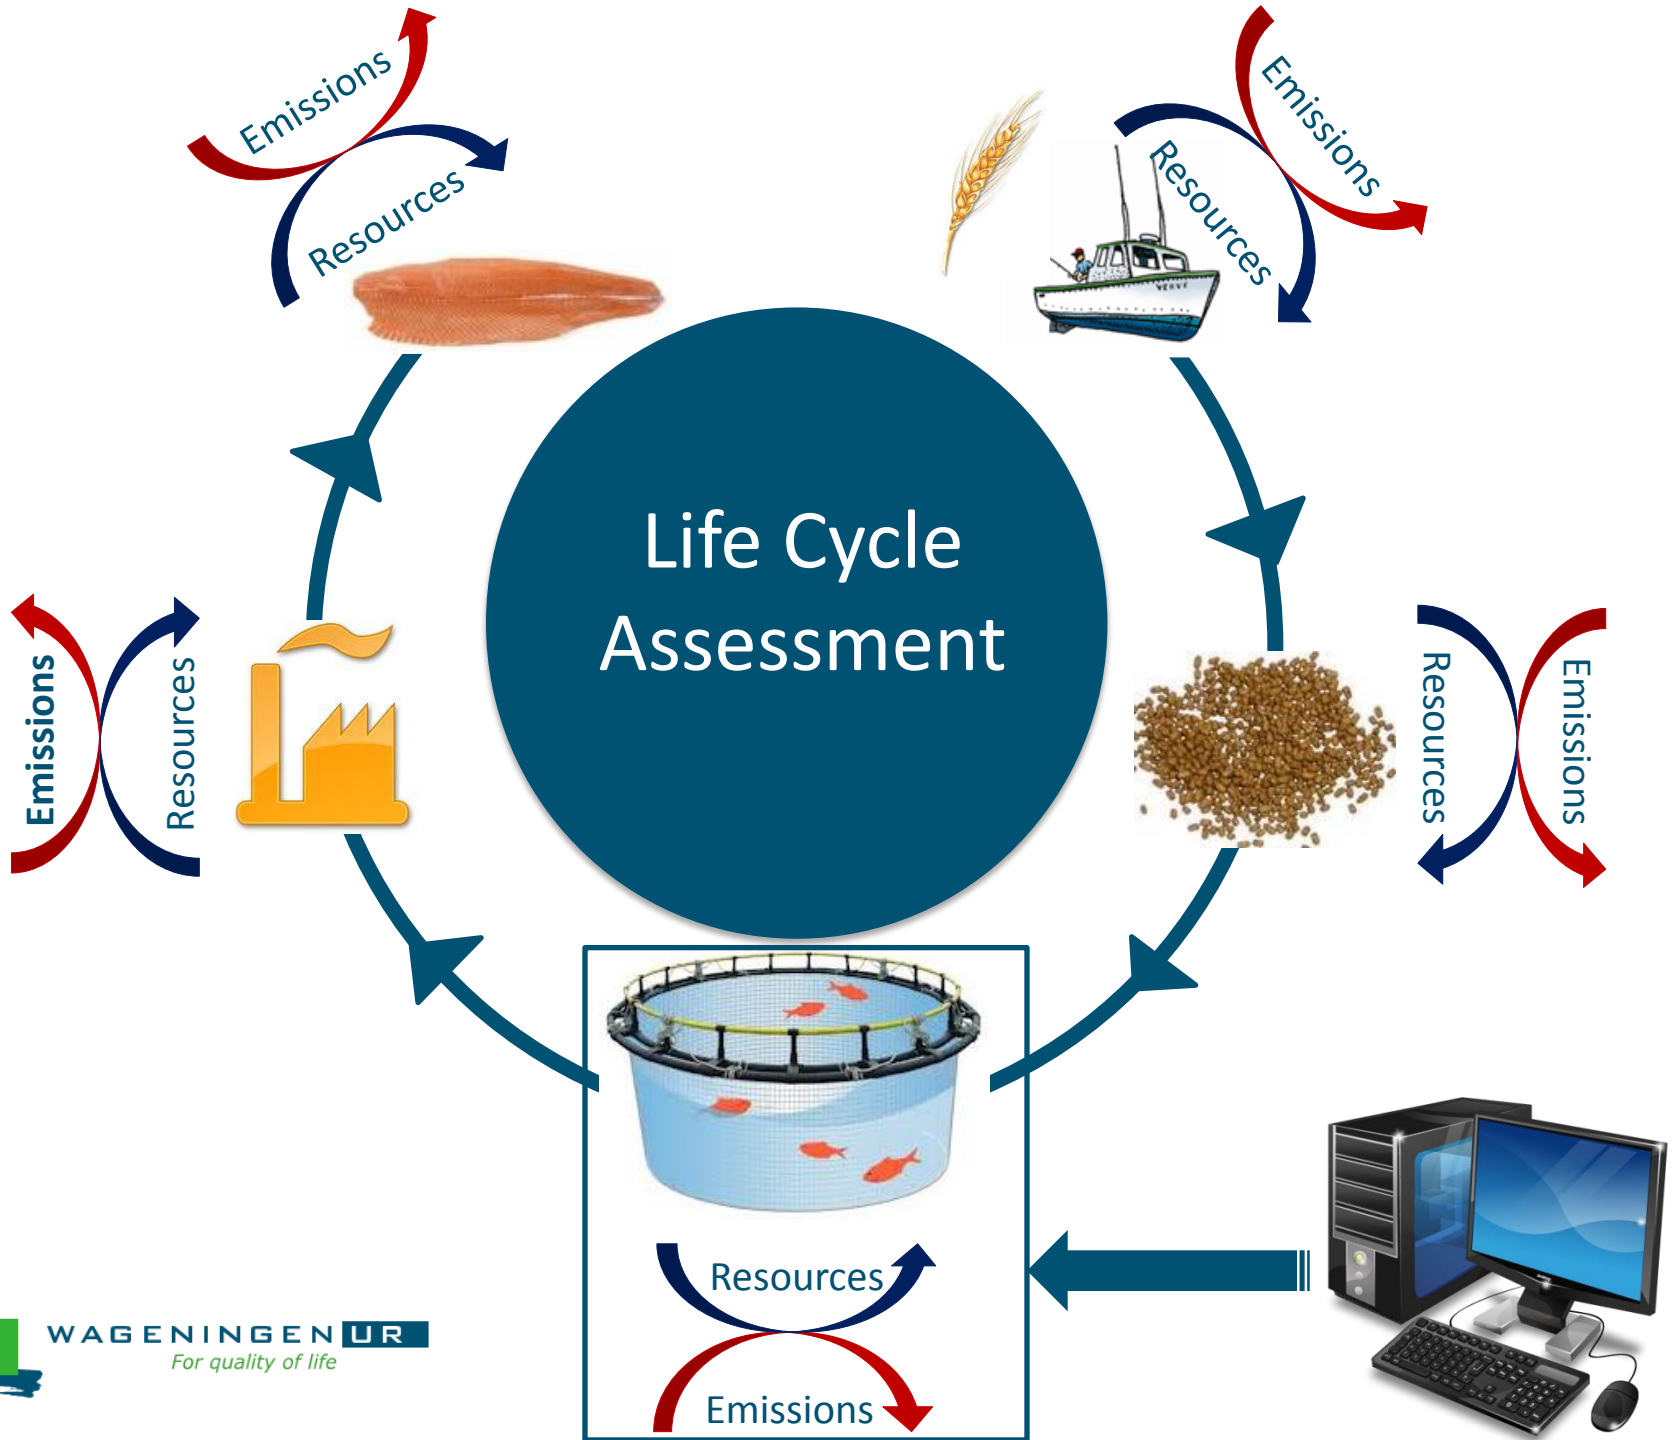 Emissions
Resources
Emissions
Resources
VERVE
Life Cycle
Assessment
Emissions
Resources
Resources
Emissions
Resources
Emissions
WAGENINGEN UR
For quality of life